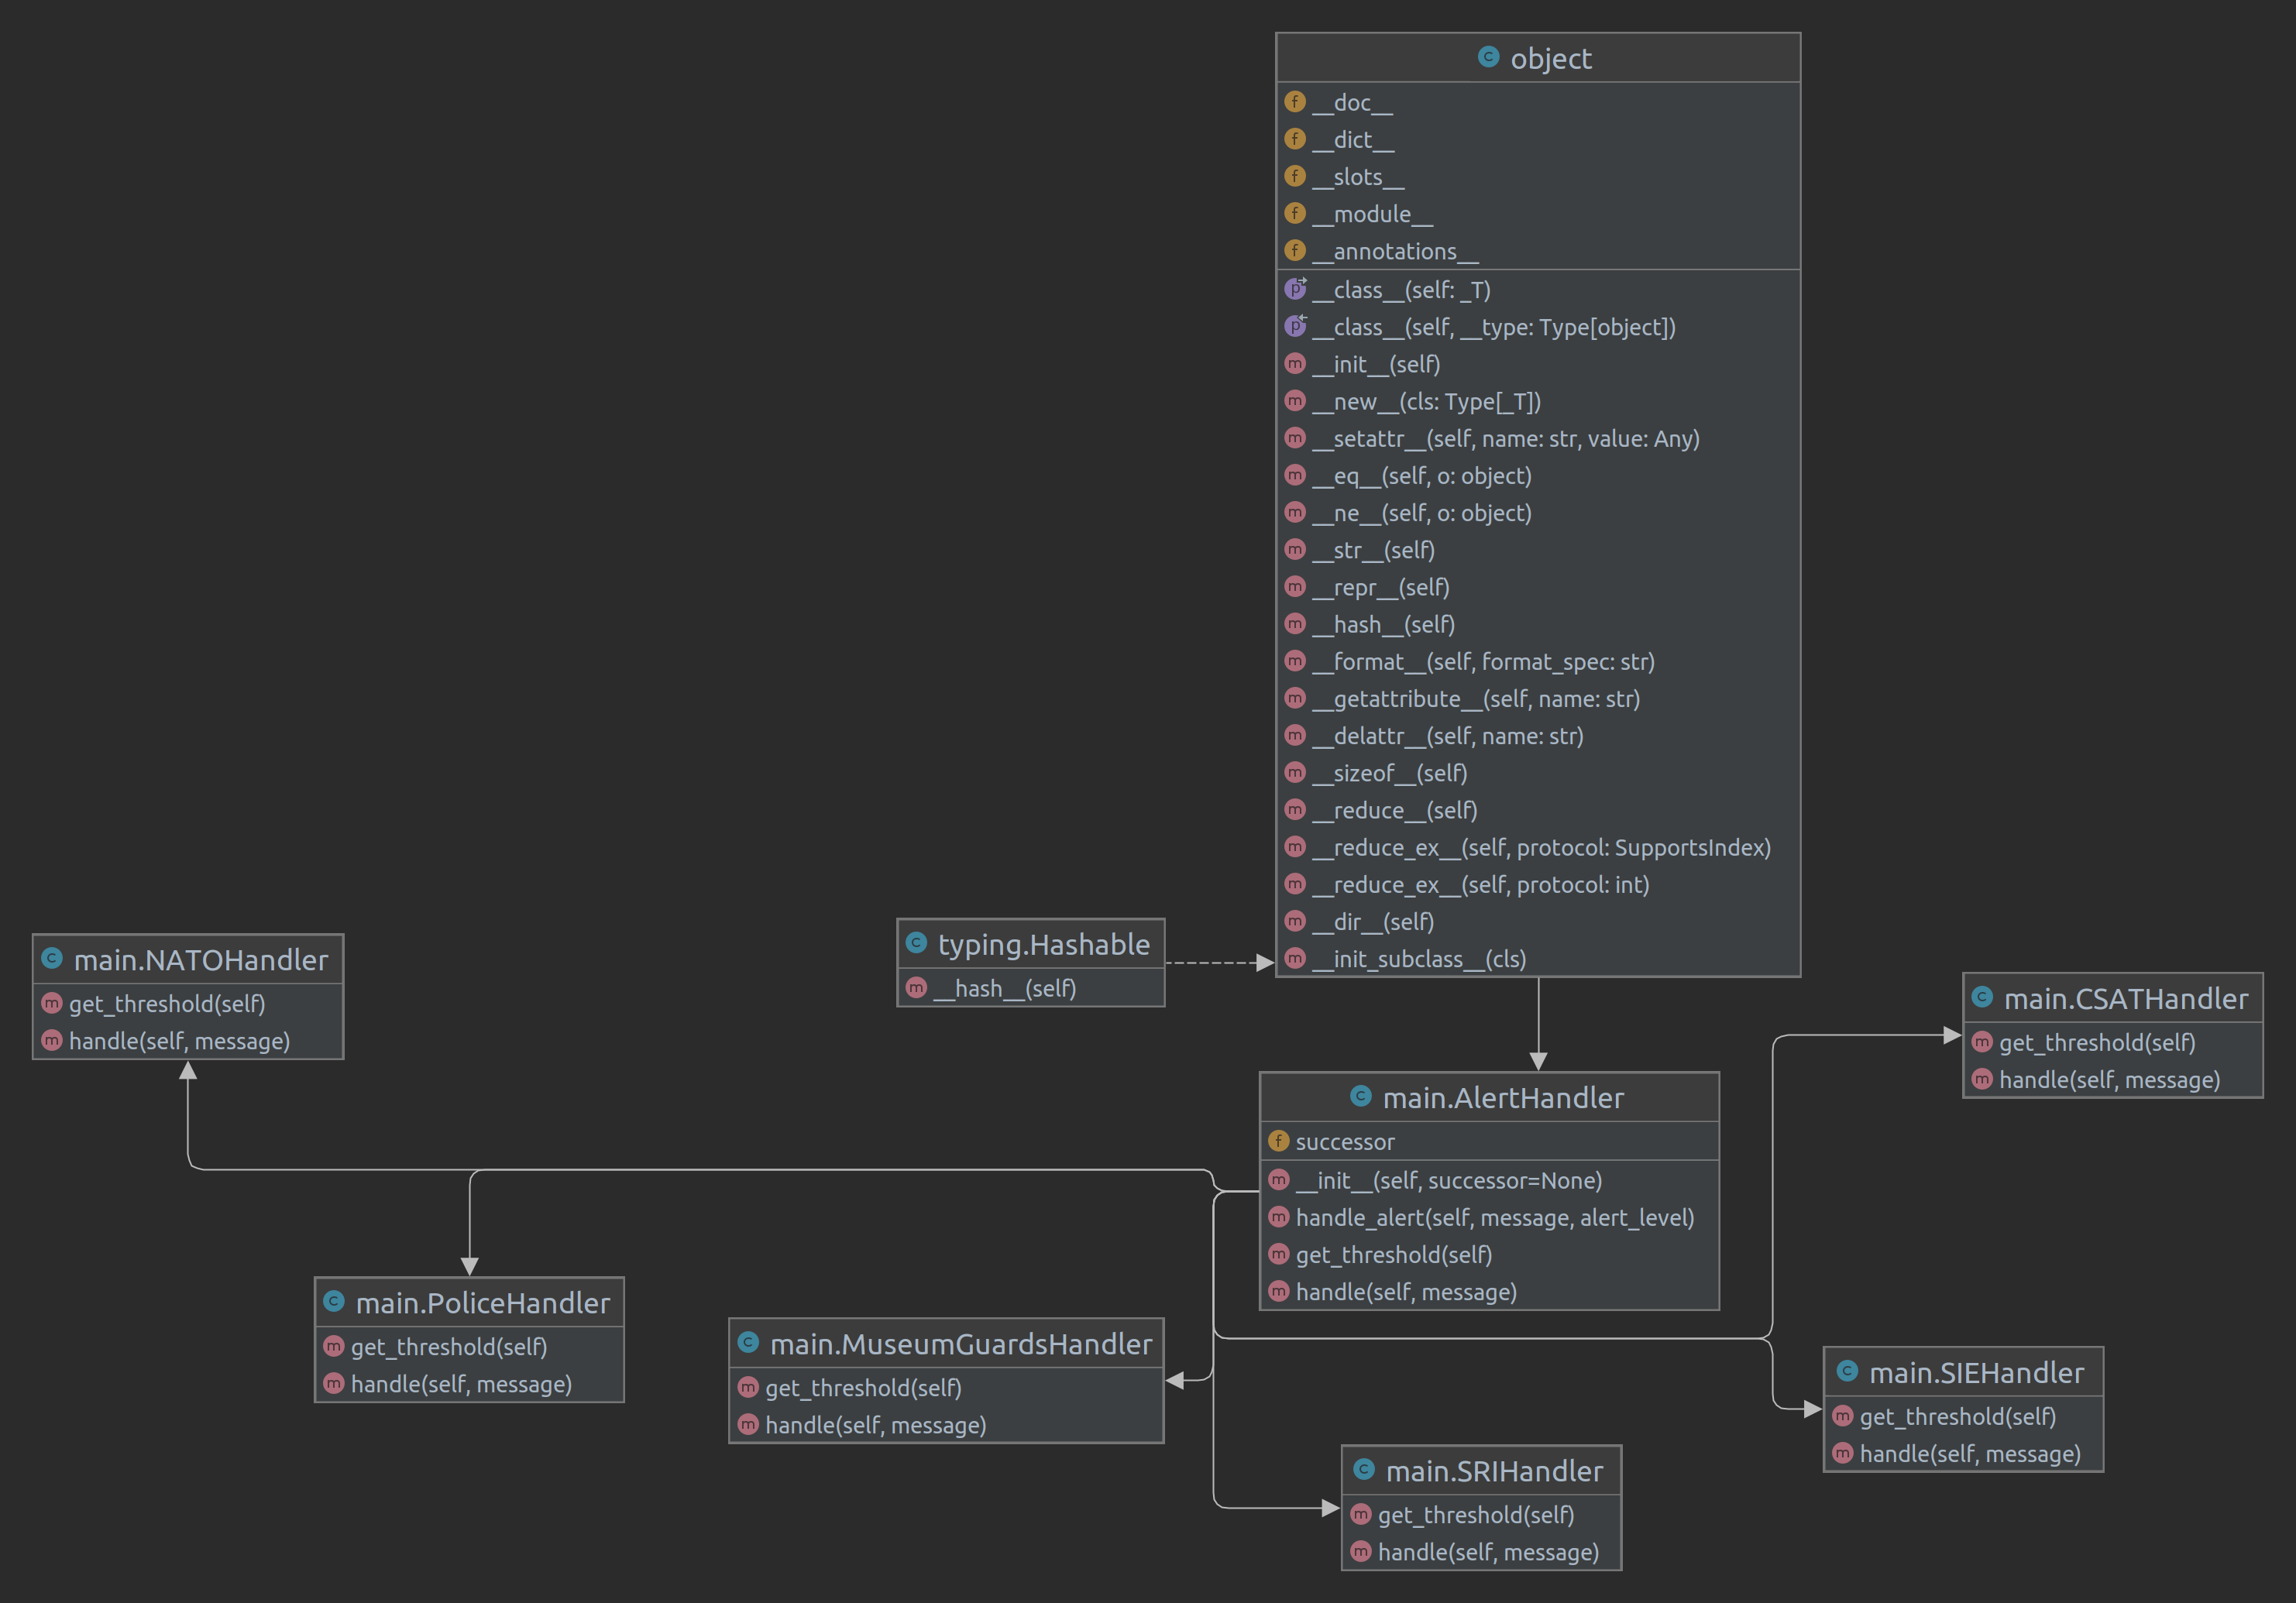 object
__doc__
__dict__
__slots__
__module__
__annotations__
__class__(self: _T)
__class__(self, __type: Type[object])
__init__(self)
__new__(cls: Type[_T])
__setattr__(self, name: str, value: Any)
__eq__(self, o: object)
__ne__(self, o: object)
__str__(self)
__repr__(self)
__hash__(self)
__format__(self, format_spec: str)
__getattribute__(self, name: str)
__delattr__(self, name: str)
__sizeof__(self)
__reduce__(self)
__reduce_ex__(self, protocol: SupportsIndex)
__reduce_ex__(self, protocol: int)
__dir__(self)
__init_subclass__(cls)
typing.Hashable
__hash__(self)
main.NATOHandler
get_threshold(self)
handle(self, message)
main.CSATHandler
get_threshold(self)
handle(self, message)
main.AlertHandler
successor
__init__(self, successor=None)
handle_alert(self, message, alert_level)
get_threshold(self)
handle(self, message)
main.PoliceHandler
get_threshold(self)
handle(self, message)
main.MuseumGuardsHandler
get_threshold(self)
handle(self, message)
main.SIEHandler
get_threshold(self)
handle(self, message)
main.SRIHandler
get_threshold(self)
handle(self, message)